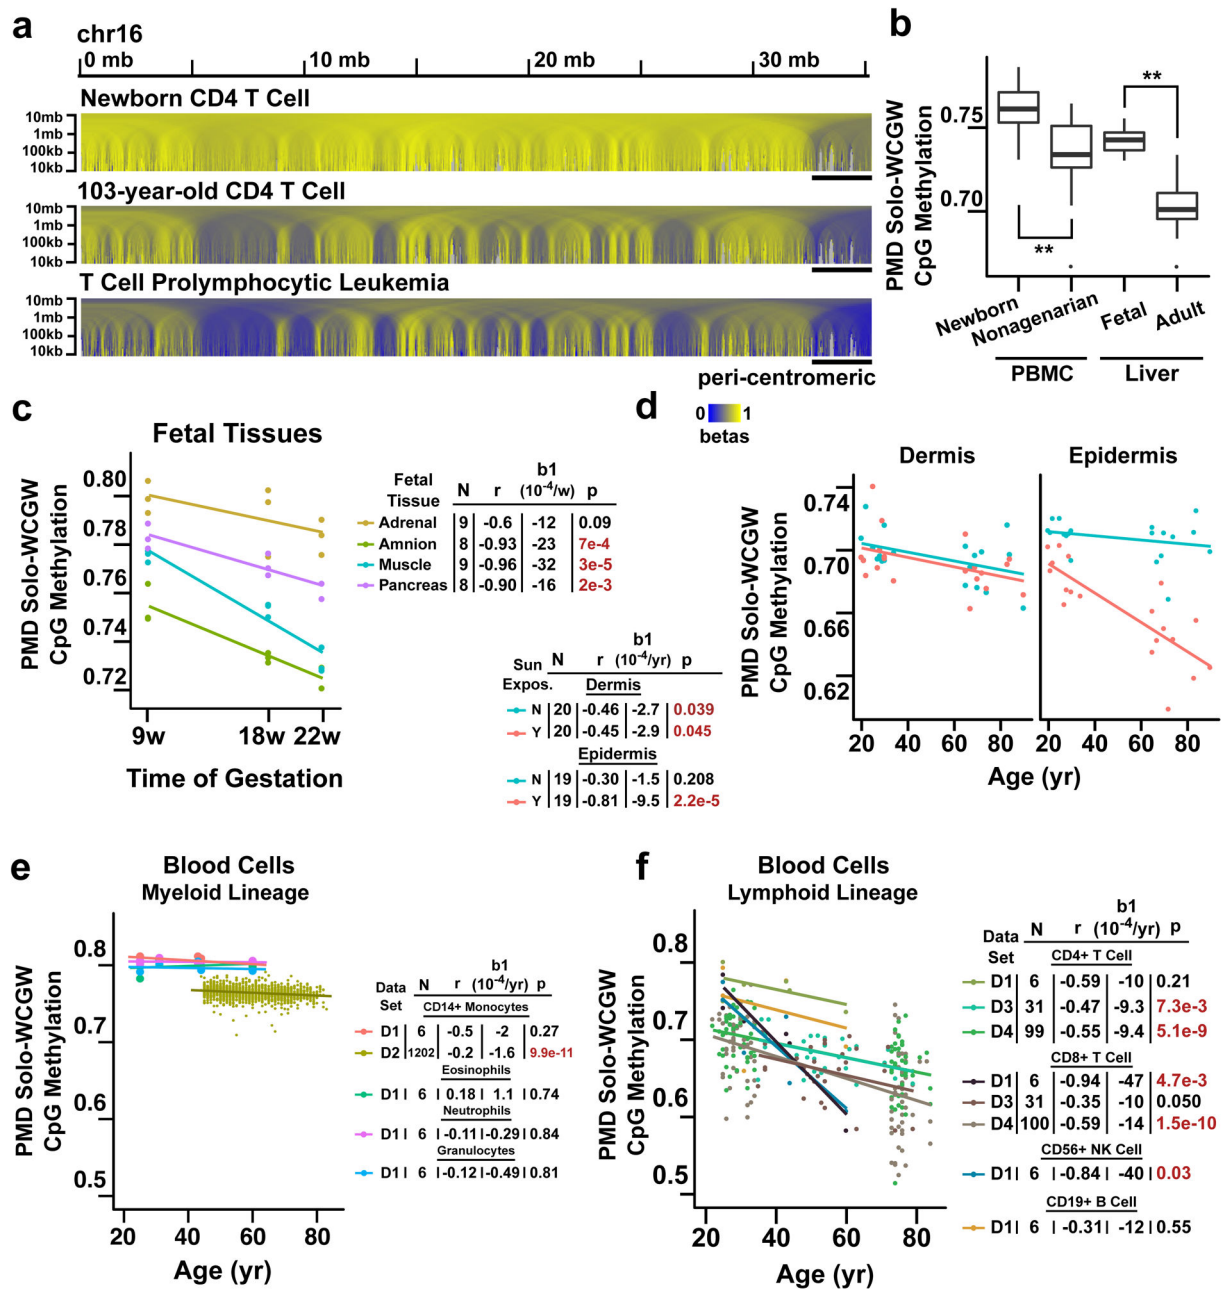 a
chr16
0 mb 10 mb 20 mb 30 mb
Newborn CD4 T Cell
10mb
1mb
100kb
10kb
103-year-old CD4 T Cell
10mb
1mb
100kb
10kb
T Cell Prolymphocytic Leukemia
10mb
1mb
100kb
10kb
peri-centromeric
0 1
betas
b
PMD Solo-WCGW
CpG Methylation
0.75
0.70
**
**
Newborn Nonagenarian Fetal Adult
PBMC Liver
c
Fetal Tissues
PMD Solo-WCGW
CpG Methylation
0.80
0.78
0.76
0.74
0.72
9w 18w 22w
Time of Gestation
Fetal Tissue N r b1 (10-4/w) p
Adrenal 9 -0.6 -12 0.09
Amnion 8 -0.93 -23 7e-4
Muscle 9 -0.96 -32 3e-5
Pancreas 8 -0.90 -16 2e-3
d
Sun Expos. N r b1 (10-4/yr) p
Dermis
N 20 -0.46 -2.7 0.039
Y 20 -0.45 -2.9 0.045
Epidermis
N 19 -0.30 -1.5 0.208
Y 19 -0.81 -9.5 2.2e-5
Dermis Epidermis
PMD Solo-WCGW
CpG Methylation
0.74
0.70
0.66
0.62
20 40 60 80 20 40 60 80
Age (yr)
e
Blood Cells
Myeloid Lineage
PMD Solo-WCGW
CpG Methylation
0.8
0.7
0.6
0.5
20 40 60 80
Age (yr)
Data Set N r b1 (10-4/yr) p
CD14+ Monocytes
D1 6 -0.5 -2 0.27
D2 1202 -0.2 -1.6 9.9e-11
Eosinophils
D1 6 0.18 1.1 0.74
Neutrophils
D1 6 -0.11 -0.29 0.84
Granulocytes
D1 6 -0.12 -0.49 0.81
f
Blood Cells
Lymphoid Lineage
PMD Solo-WCGW
CpG Methylation
0.8
0.7
0.6
0.5
20 40 60 80
Age (yr)
Data Set N r b1 (10-4/yr) p
CD4+ T Cell
D1 6 -0.59 -10 0.21
D3 31 -0.47 -9.3 7.3e-3
D4 99 -0.55 -9.4 5.1e-9
CD8+ T Cell
D1 6 -0.94 -47 4.7e-3
D3 31 -0.35 -10 0.050
D4 100 -0.59 -14 1.5e-10
CD56+ NK Cell
D1 6 -0.84 -40 0.03
CD19+ B Cell
D1 6 -0.31 -12 0.55